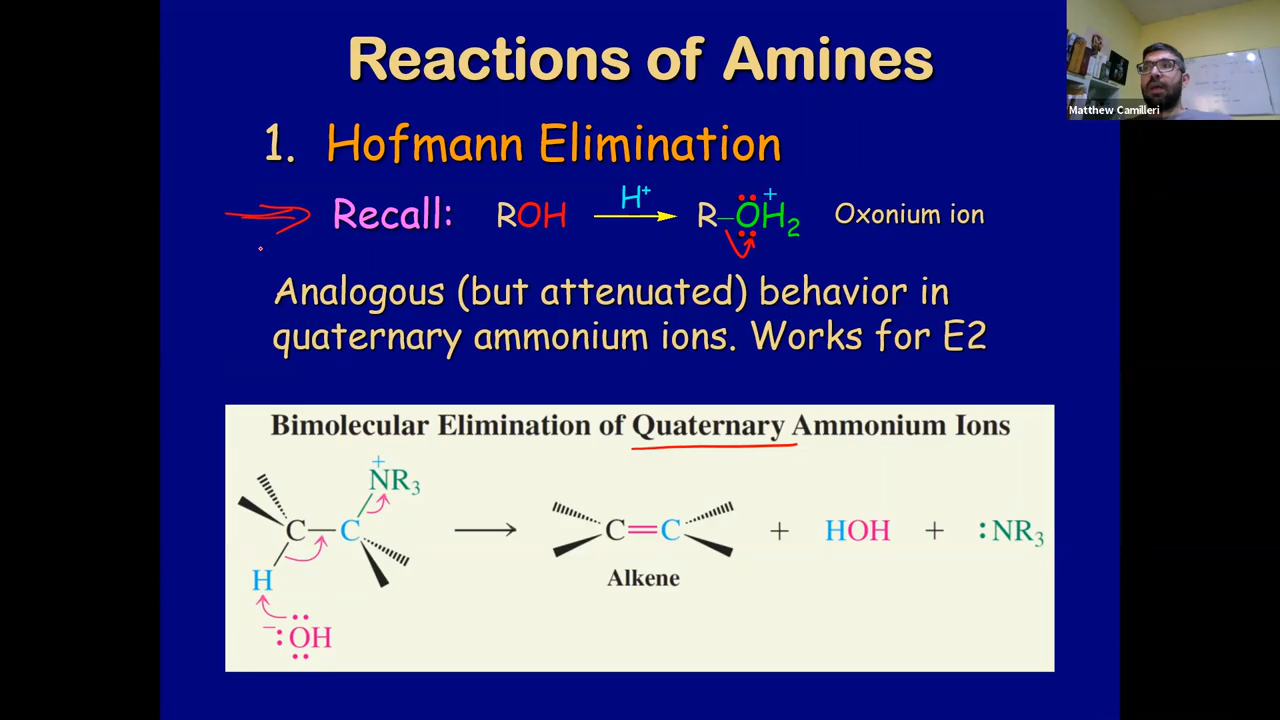 Reactions of Amines
Matthew Camilleri
1. Hofmann Elimination
Recall: ROH H⁺ R–ÖH₂⁺ Oxonium ion
Analogous (but attenuated) behavior in
quaternary ammonium ions. Works for E2
Bimolecular Elimination of Quaternary Ammonium Ions
+
NR₃
C—C → C=C + HOH + :NR₃
H
Alkene
⁻:OH